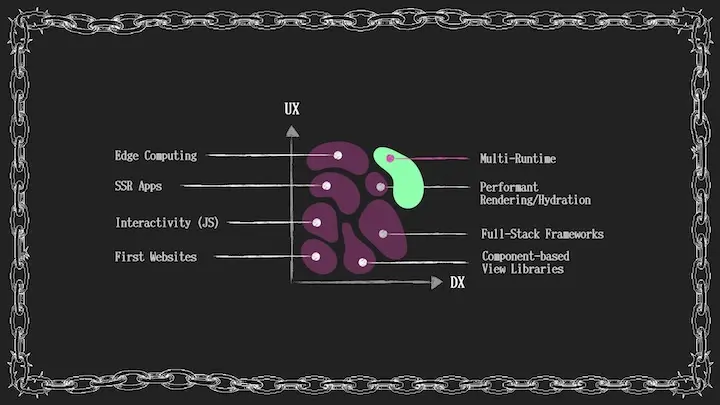 UX
Edge Computing
SSR Apps
Interactivity (JS)
First Websites
Multi-Runtime
Performant
Rendering/Hydration
Full-Stack Frameworks
Component-based
View Libraries
DX